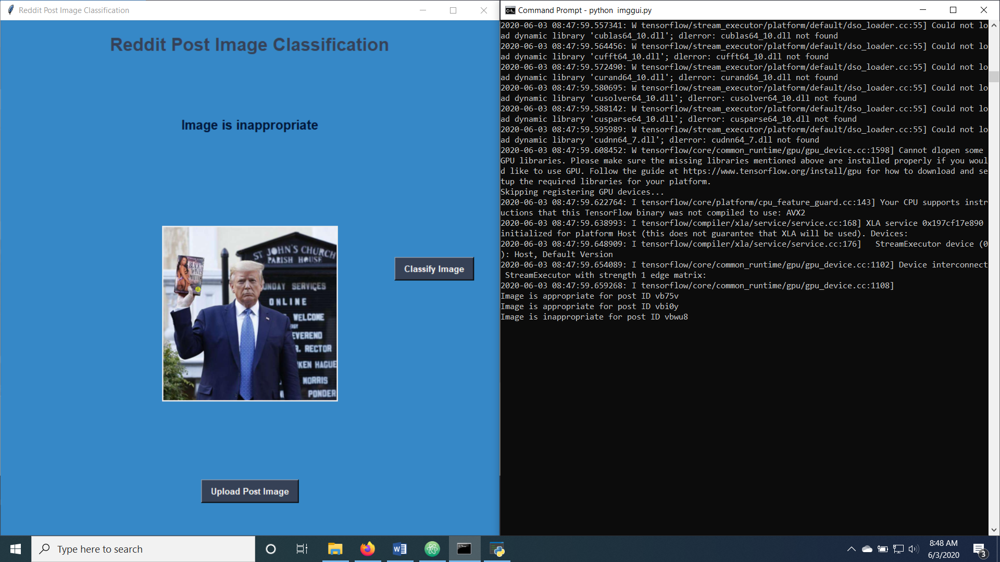 Reddit Post Image Classification
Reddit Post Image Classification
Image is inappropriate
ST JOHN'S CHURCH
PARISH HOUSE
SUNDAY SERVICES
ONLINE
WELCOME
REVEREND
R. RECTOR
KEN HAGUE
MORRIS
PONDER
BLACK
WIVES
MATTER
Classify Image
Upload Post Image
Command Prompt - python  imggui.py
2020-06-03 08:47:59.557341: W tensorflow/stream_executor/platform/default/dso_loader.cc:55] Could not lo
ad dynamic library 'cublas64_10.dll'; dlerror: cublas64_10.dll not found
2020-06-03 08:47:59.564456: W tensorflow/stream_executor/platform/default/dso_loader.cc:55] Could not lo
ad dynamic library 'cufft64_10.dll'; dlerror: cufft64_10.dll not found
2020-06-03 08:47:59.572490: W tensorflow/stream_executor/platform/default/dso_loader.cc:55] Could not lo
ad dynamic library 'curand64_10.dll'; dlerror: curand64_10.dll not found
2020-06-03 08:47:59.580695: W tensorflow/stream_executor/platform/default/dso_loader.cc:55] Could not lo
ad dynamic library 'cusolver64_10.dll'; dlerror: cusolver64_10.dll not found
2020-06-03 08:47:59.588142: W tensorflow/stream_executor/platform/default/dso_loader.cc:55] Could not lo
ad dynamic library 'cusparse64_10.dll'; dlerror: cusparse64_10.dll not found
2020-06-03 08:47:59.595989: W tensorflow/stream_executor/platform/default/dso_loader.cc:55] Could not lo
ad dynamic library 'cudnn64_7.dll'; dlerror: cudnn64_7.dll not found
2020-06-03 08:47:59.608452: W tensorflow/core/common_runtime/gpu/gpu_device.cc:1598] Cannot dlopen some
GPU libraries. Please make sure the missing libraries mentioned above are installed properly if you woul
d like to use GPU. Follow the guide at https://www.tensorflow.org/install/gpu for how to download and se
tup the required libraries for your platform.
Skipping registering GPU devices...
2020-06-03 08:47:59.622764: I tensorflow/core/platform/cpu_feature_guard.cc:143] Your CPU supports instr
uctions that this TensorFlow binary was not compiled to use: AVX2
2020-06-03 08:47:59.638993: I tensorflow/compiler/xla/service/service.cc:168] XLA service 0x197cf17e890
initialized for platform Host (this does not guarantee that XLA will be used). Devices:
2020-06-03 08:47:59.648909: I tensorflow/compiler/xla/service/service.cc:176]   StreamExecutor device (0
): Host, Default Version
2020-06-03 08:47:59.654089: I tensorflow/core/common_runtime/gpu/gpu_device.cc:1102] Device interconnect
 StreamExecutor with strength 1 edge matrix:
2020-06-03 08:47:59.659268: I tensorflow/core/common_runtime/gpu/gpu_device.cc:1108]
Image is appropriate for post ID vb75v
Image is appropriate for post ID vbi0y
Image is inappropriate for post ID vbwu8
Type here to search
8:48 AM
6/3/2020
3